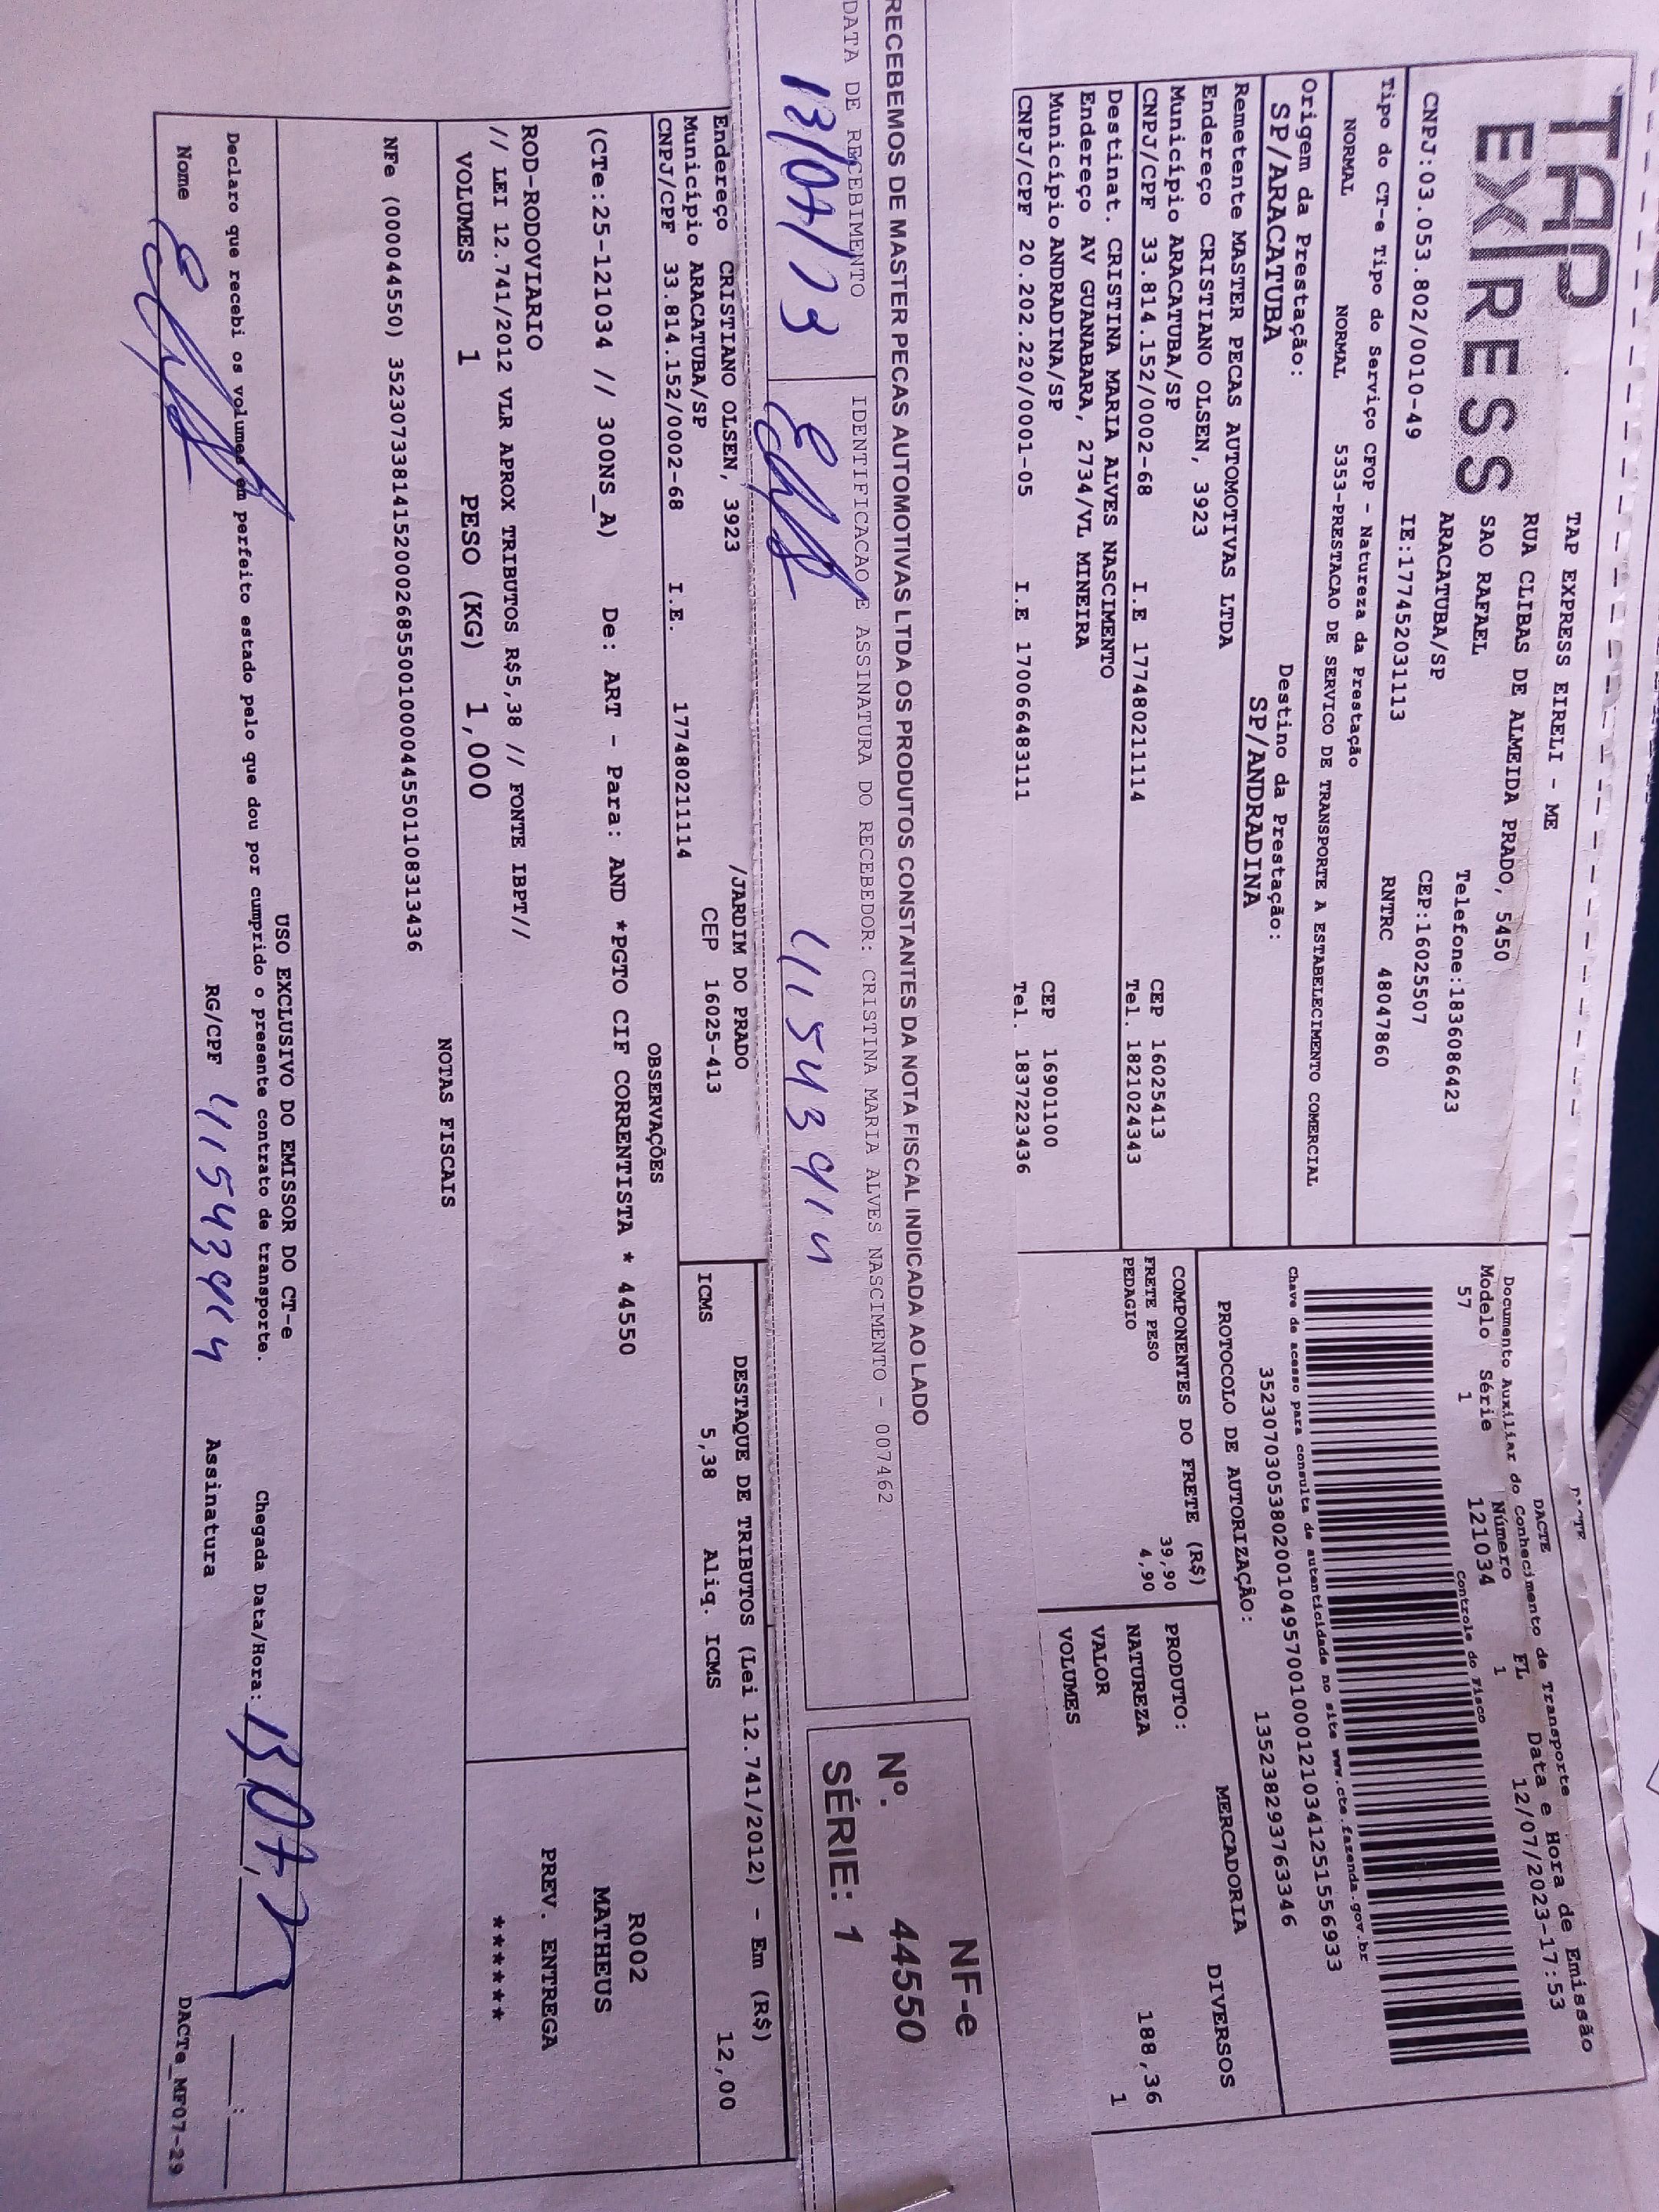 TAP
EXPRESS
TAP EXPRESS EIRELI - ME
RUA CLIBAS DE ALMEIDA PRADO, 5450
SAO RAFAEL
Telefone:1836086423
ARACATUBA/SP
CEP:16025507
CNPJ:03.053.802/0010-49
IE:177452031113
RNTRC 48047860
DACTE
Documento Auxiliar do Conhecimento de Transporte
Modelo Série Número FL Data e Hora de Emissão
57 1 121034 1 12/07/2023-17:53
Controle do Fisco
Tipo do CT-e Tipo do Serviço CFOP - Natureza da Prestação
NORMAL NORMAL 5353-PRESTACAO DE SERVICO DE TRANSPORTE A ESTABELECIMENTO COMERCIAL
Chave de acesso para consulta de autenticidade no site www.cte.fazenda.gov.br
35230703053802001049570010001210341251556933
Origem da Prestação:
SP/ARACATUBA
Destino da Prestação:
SP/ANDRADINA
PROTOCOLO DE AUTORIZAÇÃO:
135238293763346
Remetente MASTER PECAS AUTOMOTIVAS LTDA
Endereço CRISTIANO OLSEN, 3923
Município ARACATUBA/SP CEP 16025413
CNPJ/CPF 33.814.152/0002-68 I.E 177480211114 Tel. 1821024343
Destinat. CRISTINA MARIA ALVES NASCIMENTO
Endereço AV GUANABARA, 2734/VL MINEIRA
Município ANDRADINA/SP CEP 16901100
CNPJ/CPF 20.202.220/0001-05 I.E 170066483111 Tel. 1837223436
COMPONENTES DO FRETE (R$)
FRETE PESO 39,90
PEDAGIO 4,90
MERCADORIA
PRODUTO: DIVERSOS
NATUREZA
VALOR 188,36
VOLUMES 1
RECEBEMOS DE MASTER PECAS AUTOMOTIVAS LTDA OS PRODUTOS CONSTANTES DA NOTA FISCAL INDICADA AO LADO
DATA DE RECEBIMENTO
IDENTIFICACAO E ASSINATURA DO RECEBEDOR: CRISTINA MARIA ALVES NASCIMENTO - 007462
13/07/23
411543414
NF-e
Nº. 44550
SÉRIE: 1
Endereço CRISTIANO OLSEN, 3923 /JARDIM DO PRADO
Município ARACATUBA/SP CEP 16025-413
CNPJ/CPF 33.814.152/0002-68 I.E. 177480211114
DESTAQUE DE TRIBUTOS (Lei 12.741/2012) - Em (R$)
ICMS 5,38 Aliq. ICMS 12,00
OBSERVAÇÕES
(CTe:25-121034 // 300NS_A) De: ART - Para: AND *PGTO CIF CORRENTISTA * 44550
ROD-RODOVIARIO
// LEI 12.741/2012 VLR APROX TRIBUTOS R$5,38 // FONTE IBPT//
R002
MATHEUS
PREV. ENTREGA
******
VOLUMES 1 PESO (KG) 1,000
NOTAS FISCAIS
NFe (000044550) 35230733814152000268550010000445501108313436
USO EXCLUSIVO DO EMISSOR DO CT-e
Declaro que recebi os volumes em perfeito estado pelo que dou por cumprido o presente contrato de transporte.
Chegada Data/Hora: 13 07
Nome
RG/CPF 411543414
Assinatura
DACTe_MF07-29